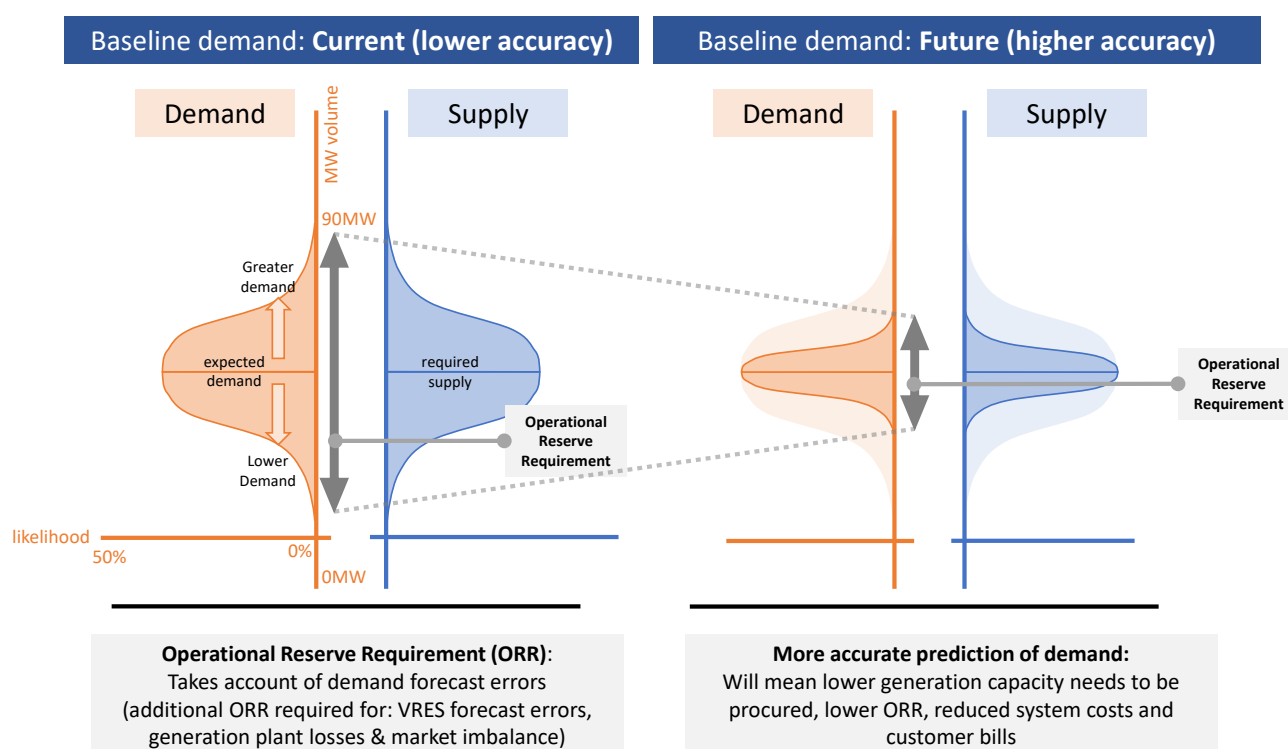 Baseline demand: Current (lower accuracy)
Baseline demand: Future (higher accuracy)
Demand
MW volume
Supply
Demand
Supply
90MW
Greater
demand
expected
demand
required
supply
Operational
Reserve
Requirement
Operational
Reserve
Requirement
Lower
Demand
likelihood
50%
0%
0MW
Operational Reserve Requirement (ORR):
Takes account of demand forecast errors
(additional ORR required for: VRES forecast errors,
generation plant losses & market imbalance)
More accurate prediction of demand:
Will mean lower generation capacity needs to be
procured, lower ORR, reduced system costs and
customer bills